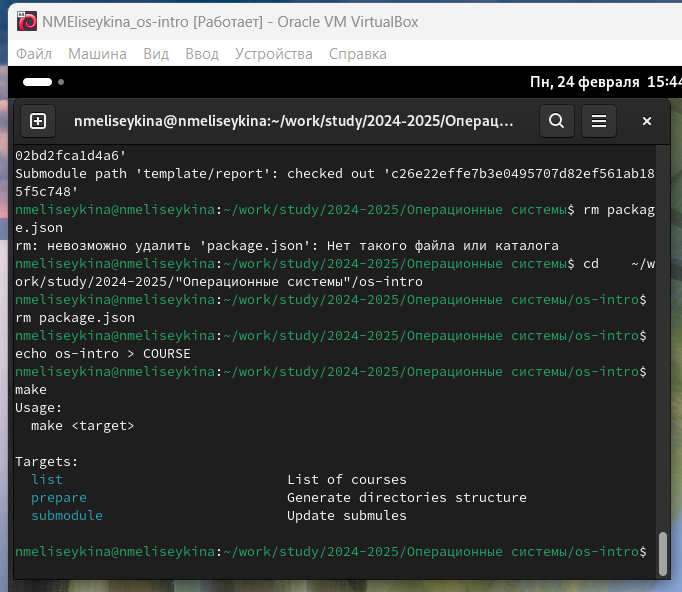 NMEliseykina_os-intro [Работает] - Oracle VM VirtualBox
Файл Машина Вид Ввод Устройства Справка
Пн, 24 февраля 15:44
nmeliseykina@nmeliseykina:~/work/study/2024-2025/Операц...
02bd2fca1d4a6'
Submodule path 'template/report': checked out 'c26e22effe7b3e0495707d82ef561ab18
5f5c748'
nmeliseykina@nmeliseykina:~/work/study/2024-2025/Операционные системы$ rm packag
e.json
rm: невозможно удалить 'package.json': Нет такого файла или каталога
nmeliseykina@nmeliseykina:~/work/study/2024-2025/Операционные системы$ cd    ~/w
ork/study/2024-2025/"Операционные системы"/os-intro
nmeliseykina@nmeliseykina:~/work/study/2024-2025/Операционные системы/os-intro$
rm package.json
nmeliseykina@nmeliseykina:~/work/study/2024-2025/Операционные системы/os-intro$
echo os-intro > COURSE
nmeliseykina@nmeliseykina:~/work/study/2024-2025/Операционные системы/os-intro$
make
Usage:
  make <target>
Targets:
  list                            List of courses
  prepare                         Generate directories structure
  submodule                       Update submules
nmeliseykina@nmeliseykina:~/work/study/2024-2025/Операционные системы/os-intro$